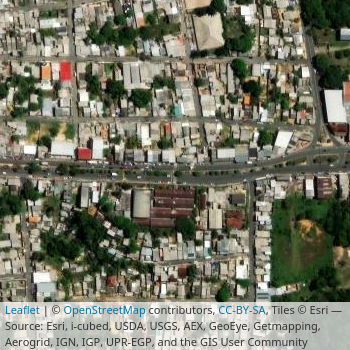 Leaflet | © OpenStreetMap contributors, CC-BY-SA, Tiles © Esri —
Source: Esri, i-cubed, USDA, USGS, AEX, GeoEye, Getmapping,
Aerogrid, IGN, IGP, UPR-EGP, and the GIS User Community